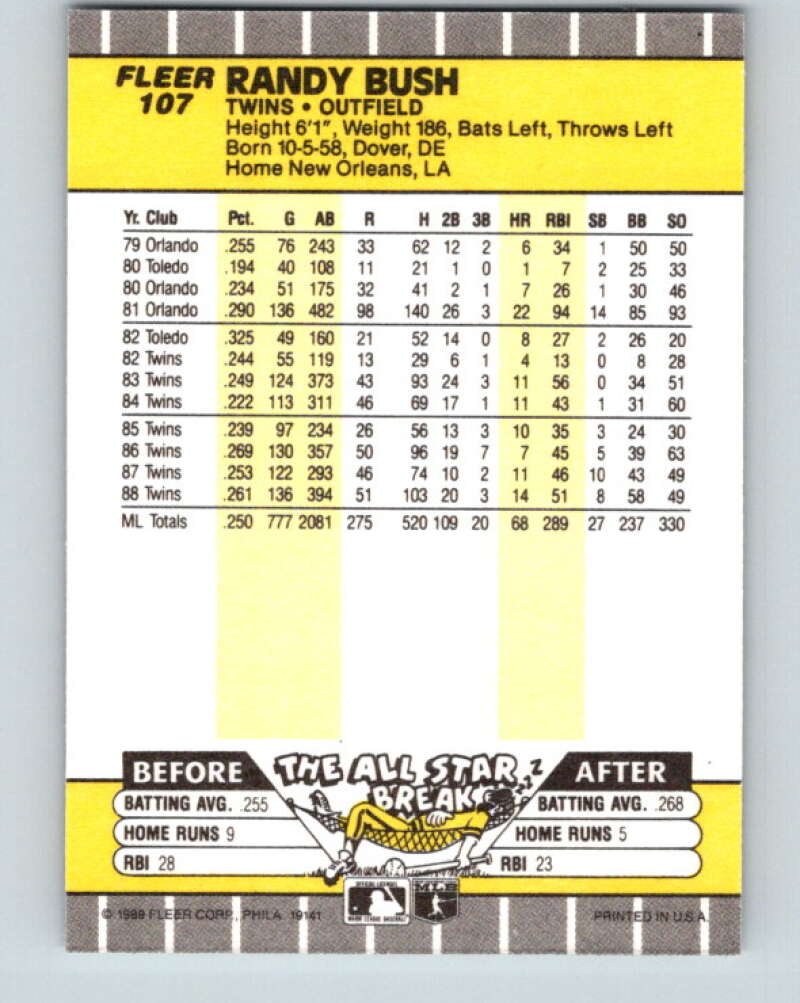 FLEER RANDY BUSH
107 TWINS • OUTFIELD
Height 6'1", Weight 186, Bats Left, Throws Left
Born 10-5-58, Dover, DE
Home New Orleans, LA
Yr. Club Pct. G AB R H 2B 3B HR RBI SB BB SO
79 Orlando .255 76 243 33 62 12 2 6 34 1 50 50
80 Toledo .194 40 108 11 21 1 0 1 7 2 25 33
80 Orlando .234 51 175 32 41 2 1 7 26 1 30 46
81 Orlando .290 136 482 98 140 26 3 22 94 14 85 93
82 Toledo .325 49 160 21 52 14 0 8 27 2 26 20
82 Twins .244 55 119 13 29 6 1 4 13 0 8 28
83 Twins .249 124 373 43 93 24 3 11 56 0 34 51
84 Twins .222 113 311 46 69 17 1 11 43 1 31 60
85 Twins .239 97 234 26 56 13 3 10 35 3 24 30
86 Twins .269 130 357 50 96 19 7 7 45 5 39 63
87 Twins .253 122 293 46 74 10 2 11 46 10 43 49
88 Twins .261 136 394 51 103 20 3 14 51 8 58 49
ML Totals .250 777 2081 275 520 109 20 68 289 27 237 330
BEFORE THE ALL STAR BREAK ZZZZ AFTER
BATTING AVG. .255 BATTING AVG. .268
HOME RUNS 9 HOME RUNS 5
RBI 28 RBI 23
OFFICIAL LICENSEE
MAJOR LEAGUE BASEBALL
© 1989 FLEER CORP., PHILA. 19141 PRINTED IN U.S.A.